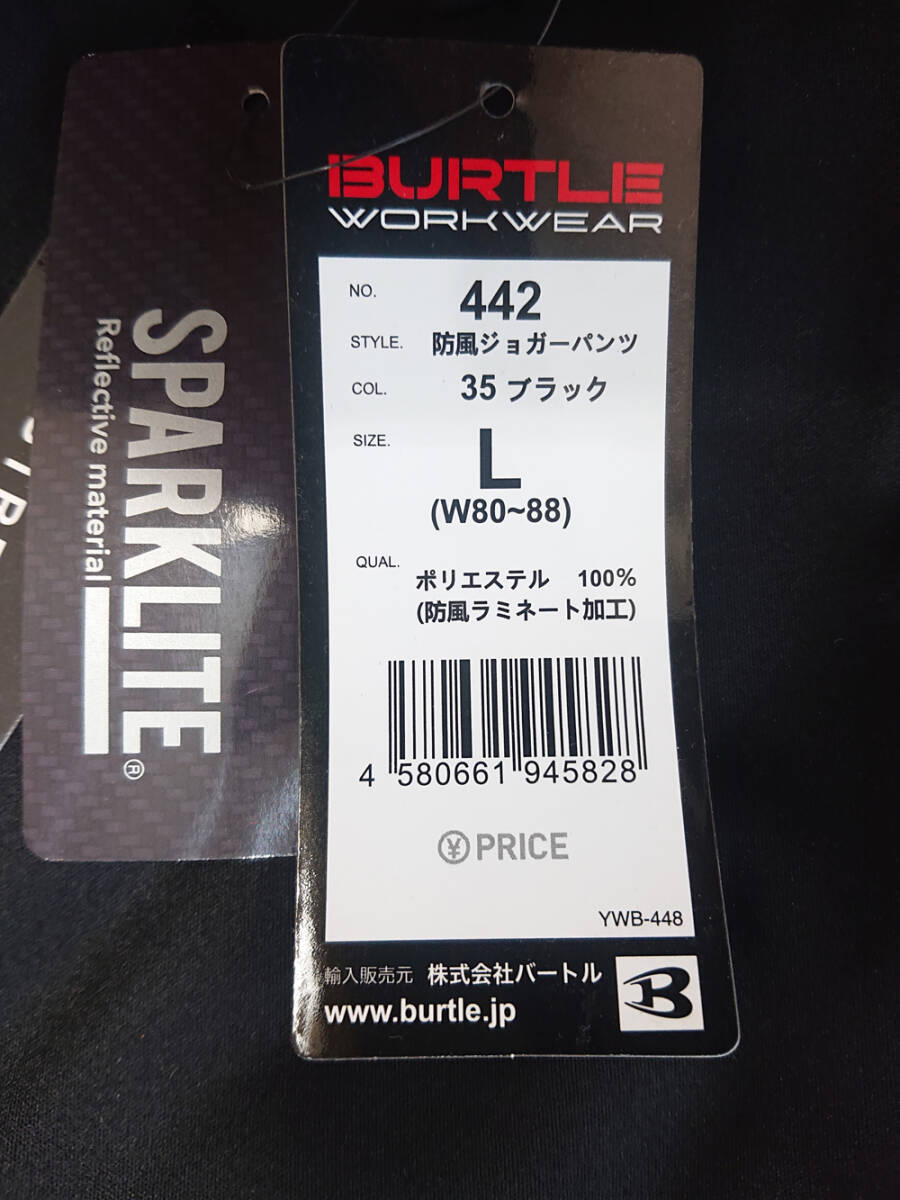 BURTLE
WORKWEAR
NO. 442
STYLE. 防風ジョガーパンツ
COL. 35 ブラック
SIZE. L
(W80~88)
QUAL. ポリエステル 100%
(防風ラミネート加工)
4 580661 945828
¥ PRICE
YWB-448
輸入販売元 株式会社バートル
www.burtle.jp
B
SPARKLITE®
Reflective material